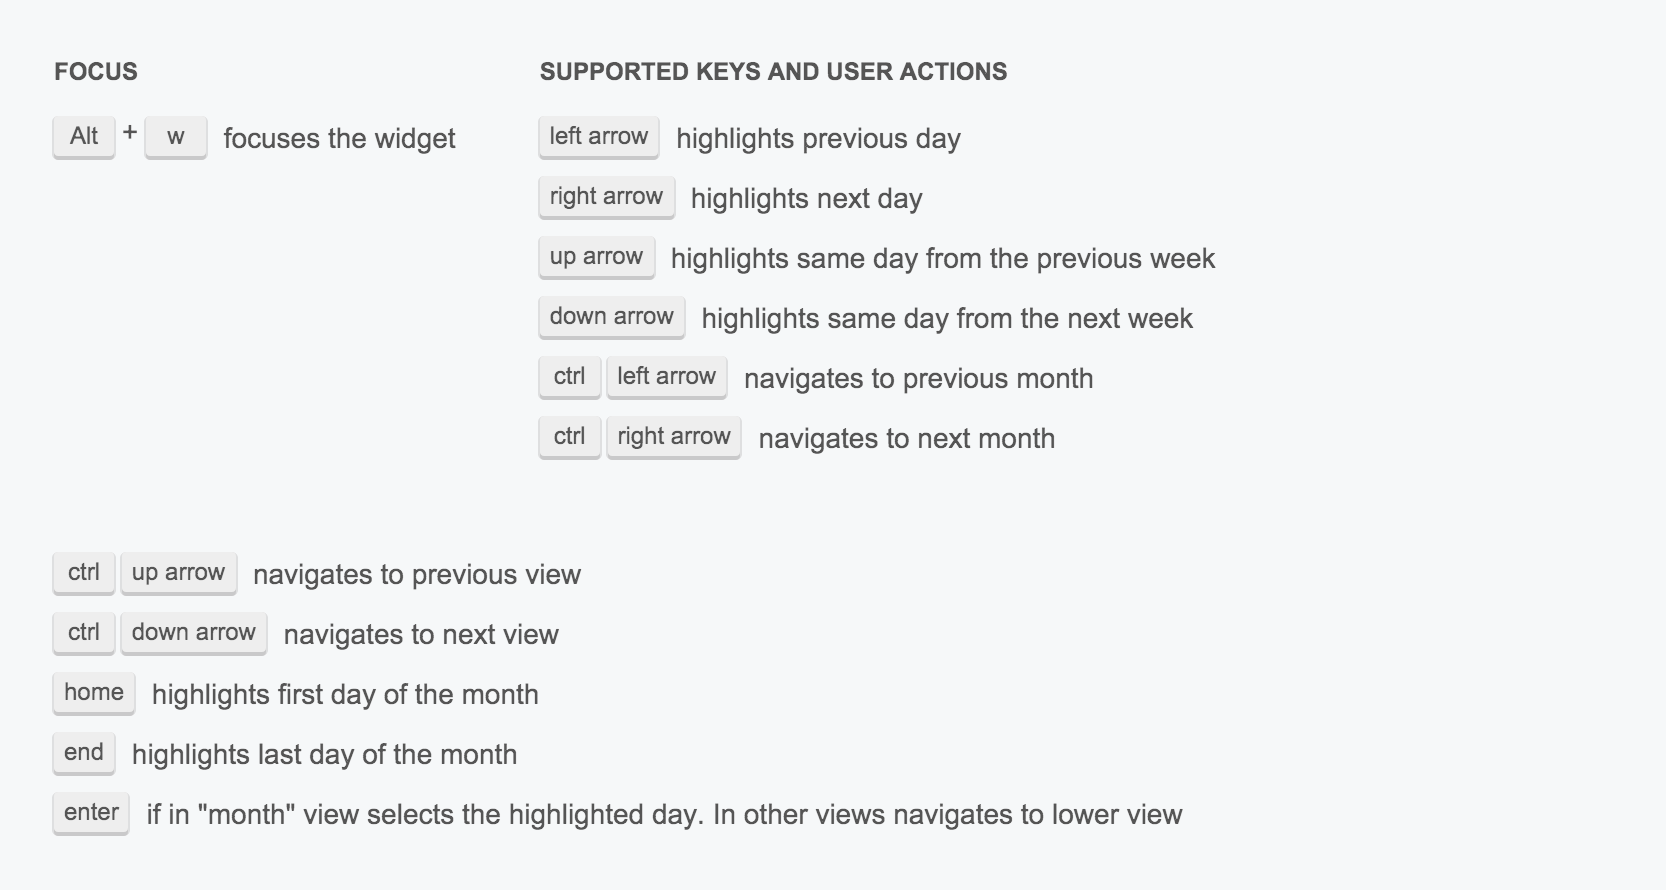 FOCUS
Alt + w focuses the widget
SUPPORTED KEYS AND USER ACTIONS
left arrow highlights previous day
right arrow highlights next day
up arrow highlights same day from the previous week
down arrow highlights same day from the next week
ctrl left arrow navigates to previous month
ctrl right arrow navigates to next month
ctrl up arrow navigates to previous view
ctrl down arrow navigates to next view
home highlights first day of the month
end highlights last day of the month
enter if in "month" view selects the highlighted day. In other views navigates to lower view